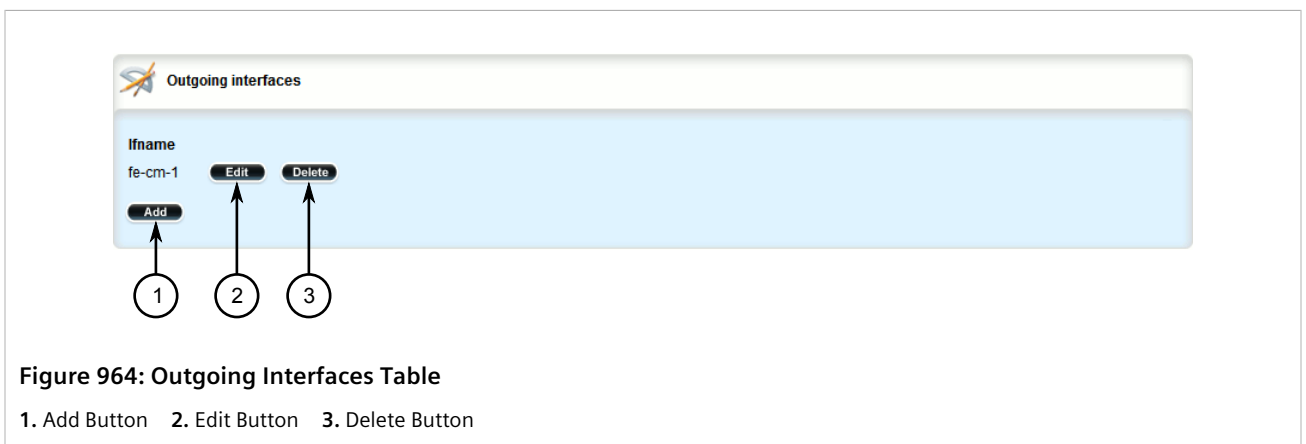 Outgoing interfaces
Ifname
fe-cm-1 Edit Delete
Add
1 2 3
Figure 964: Outgoing Interfaces Table
1. Add Button 2. Edit Button 3. Delete Button